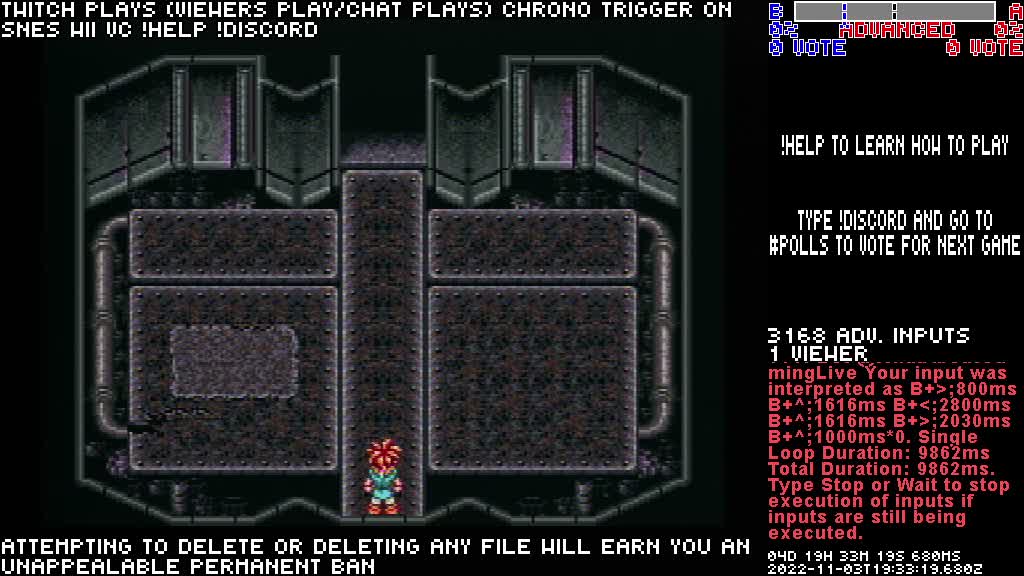 TWITCH PLAYS (VIEWERS PLAY/CHAT PLAYS) CHRONO TRIGGER ON
SNES WII VC !HELP !DISCORD
B A
0% ADVANCED 0%
0 VOTE 0 VOTE
!HELP TO LEARN HOW TO PLAY
TYPE !DISCORD AND GO TO
#POLLS TO VOTE FOR NEXT GAME
3168 ADV. INPUTS
1 VIEWER
mingLive Your input was
interpreted as B+>;800ms
B+^;1616ms B+<;2800ms
B+^;1616ms B+>;2030ms
B+^;1000ms*0. Single
Loop Duration: 9862ms
Total Duration: 9862ms.
Type Stop or Wait to stop
execution of inputs if
inputs are still being
executed.
04D 19H 33M 19S 680MS
2022-11-03T19:33:19.680Z
ATTEMPTING TO DELETE OR DELETING ANY FILE WILL EARN YOU AN
UNAPPEALABLE PERMANENT BAN